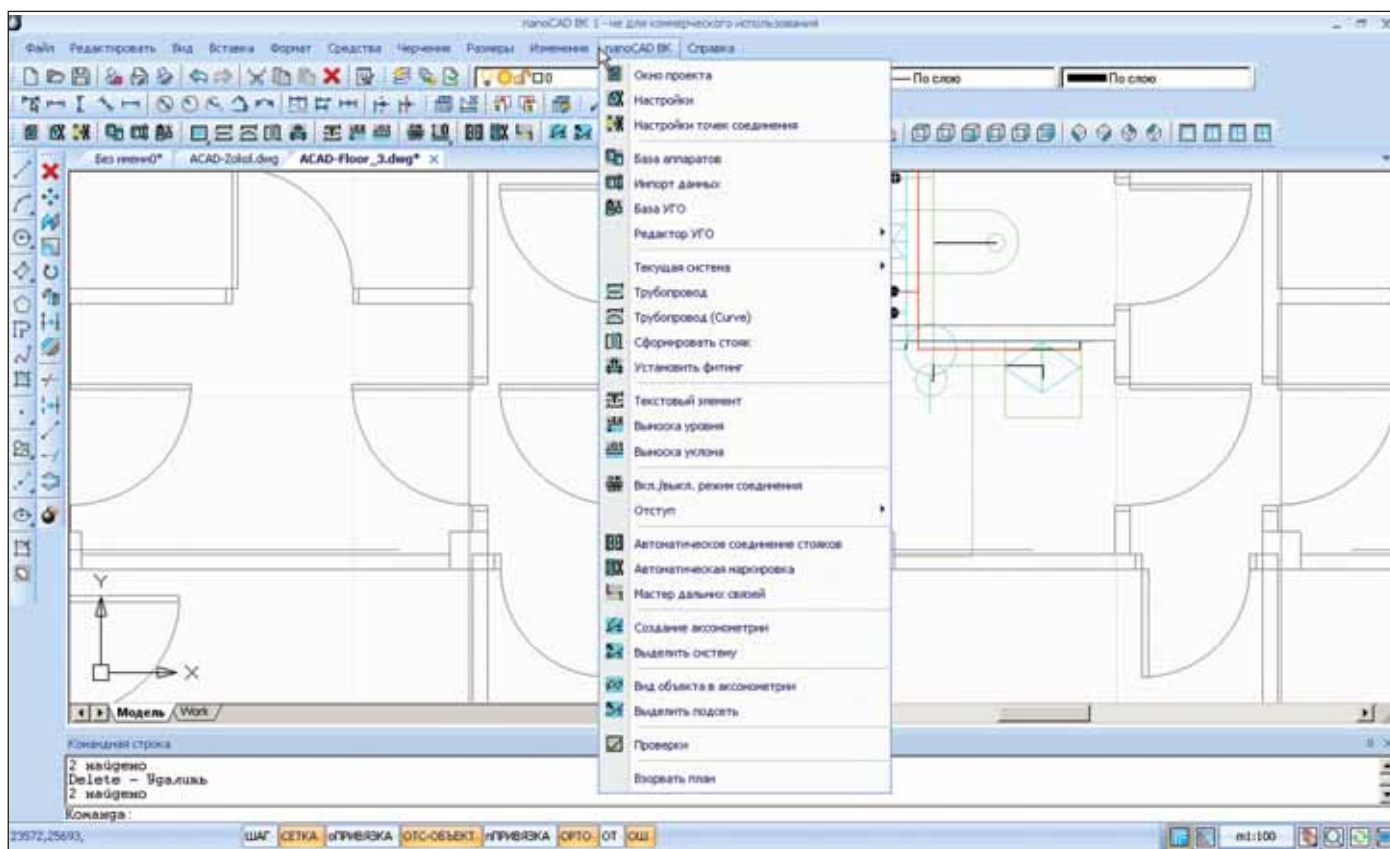 nanoCAD ВК 1 - не для коммерческого использования
Файл Редактировать Вид Вставка Формат Средства Черчение Размеры Изменение nanoCAD ВК Справка
0
По слою
По слою
Без имени0* ACAD-Zokol.dwg ACAD-Floor_3.dwg* ×
Окно проекта
Настройки
Настройки точек соединения
База аппаратов
Импорт данных
База УГО
Редактор УГО
Текущая система
Трубопровод
Трубопровод (Curve)
Сформировать стояк
Установить фитинг
Текстовый элемент
Выноска уровня
Выноска уклона
Вкл./выкл. режим соединения
Отступ
Автоматическое соединение стояков
Автоматическая маркировка
Мастер дальних связей
Создание аксонометрии
Выделить систему
Вид объекта в аксонометрии
Выделить подсеть
Проверки
Взорвать план
Y
X
Модель Work
Командная строка
2 найдено
Delete - Удалить
2 найдено
Команда:
23572,25693,
ШАГ СЕТКА оПРИВЯЗКА ОТС-ОБЪЕКТ пПРИВЯЗКА ОРТО ОТ ОШ
m1:100